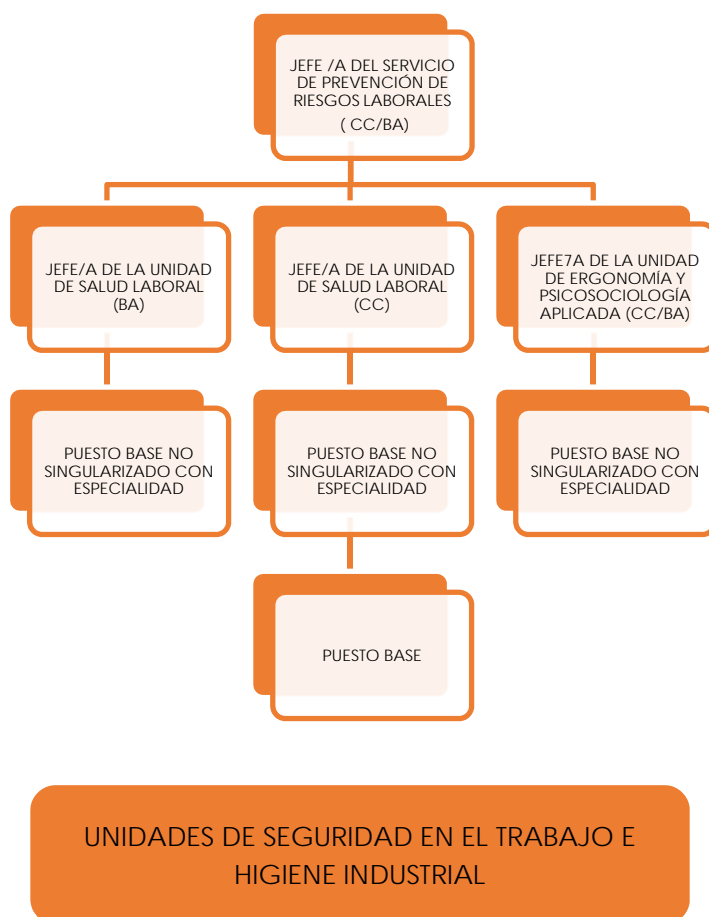 JEFE /A DEL SERVICIO
DE PREVENCIÓN DE
RIESGOS LABORALES
( CC/BA)
JEFE/A DE LA UNIDAD
DE SALUD LABORAL
(BA)
JEFE/A DE LA UNIDAD
DE SALUD LABORAL
(CC)
JEFE7A DE LA UNIDAD
DE ERGONOMÍA Y
PSICOSOCIOLOGÍA
APLICADA (CC/BA)
PUESTO BASE NO
SINGULARIZADO CON
ESPECIALIDAD
PUESTO BASE NO
SINGULARIZADO CON
ESPECIALIDAD
PUESTO BASE NO
SINGULARIZADO CON
ESPECIALIDAD
PUESTO BASE
UNIDADES DE SEGURIDAD EN EL TRABAJO E
HIGIENE INDUSTRIAL